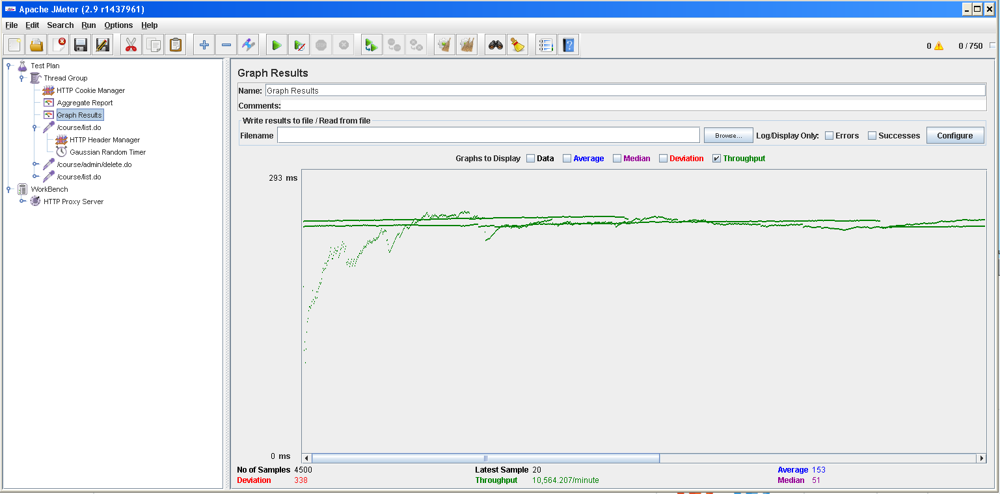 Apache JMeter (2.9 r1437961)
File Edit Search Run Options Help
0 0 / 750
Test Plan
Thread Group
HTTP Cookie Manager
Aggregate Report
Graph Results
/course/list.do
HTTP Header Manager
Gaussian Random Timer
/course/admin/delete.do
/course/list.do
WorkBench
HTTP Proxy Server
Graph Results
Name: Graph Results
Comments:
Write results to file / Read from file
Filename Browse... Log/Display Only: Errors Successes Configure
Graphs to Display Data Average Median Deviation Throughput
293 ms
0 ms
No of Samples 4500 Latest Sample 20 Average 153
Deviation 338 Throughput 10,564.207/minute Median 51